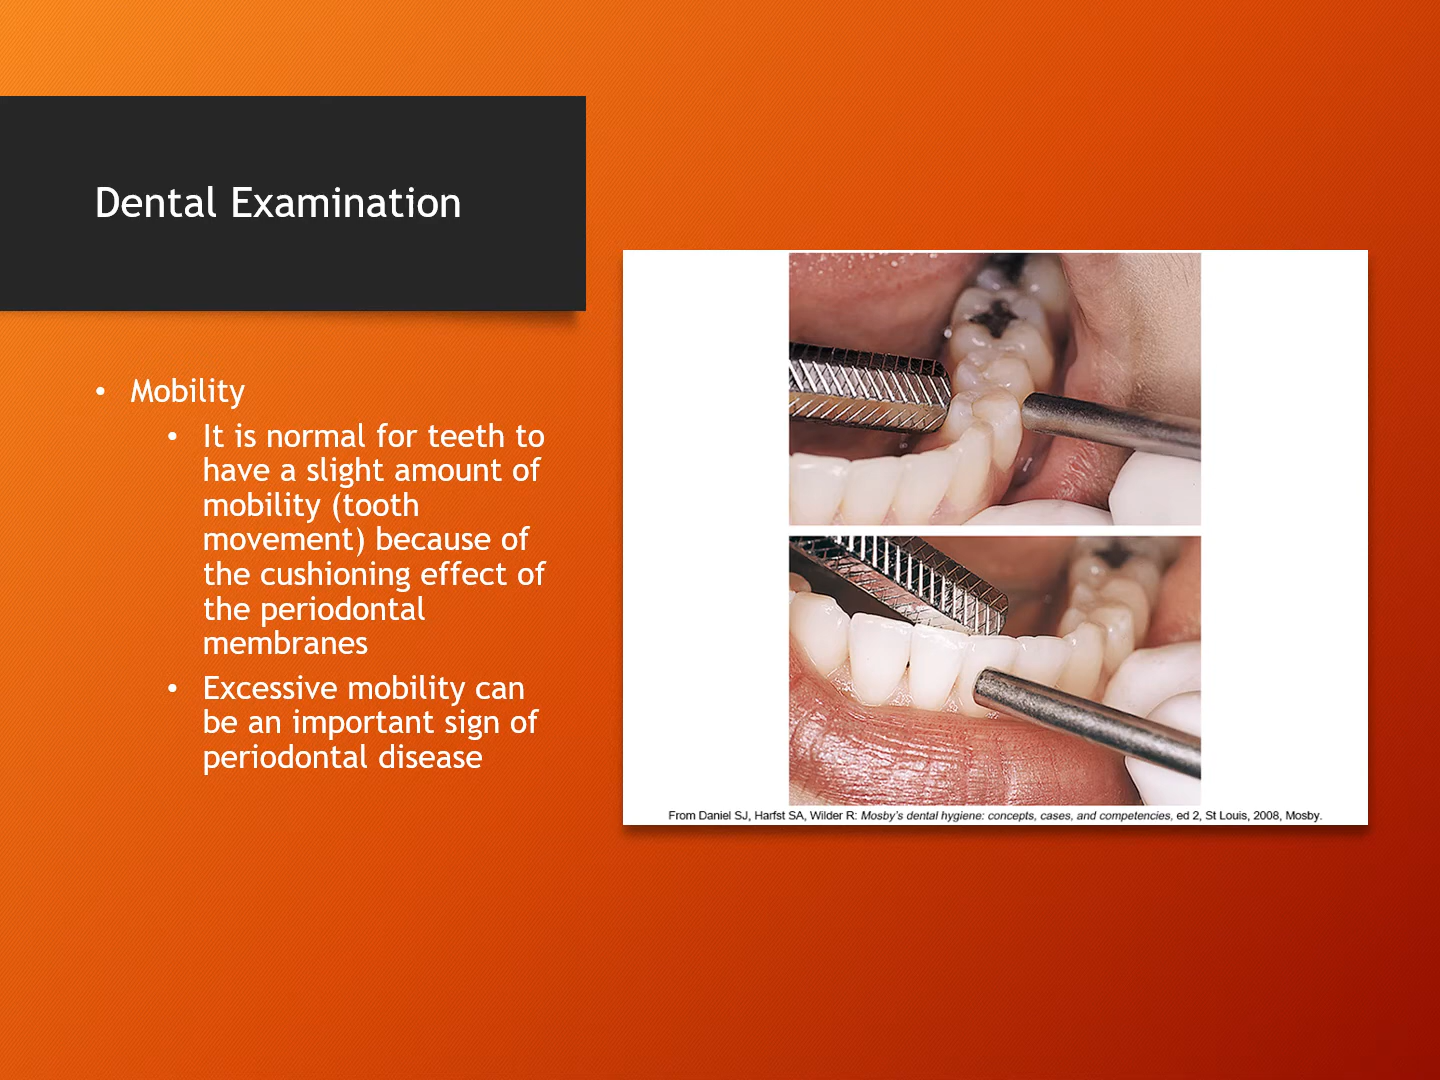 Dental Examination
• Mobility
• It is normal for teeth to
have a slight amount of
mobility (tooth
movement) because of
the cushioning effect of
the periodontal
membranes
• Excessive mobility can
be an important sign of
periodontal disease
From Daniel SJ, Harfst SA, Wilder R: Mosby's dental hygiene: concepts, cases, and competencies, ed 2, St Louis, 2008, Mosby.